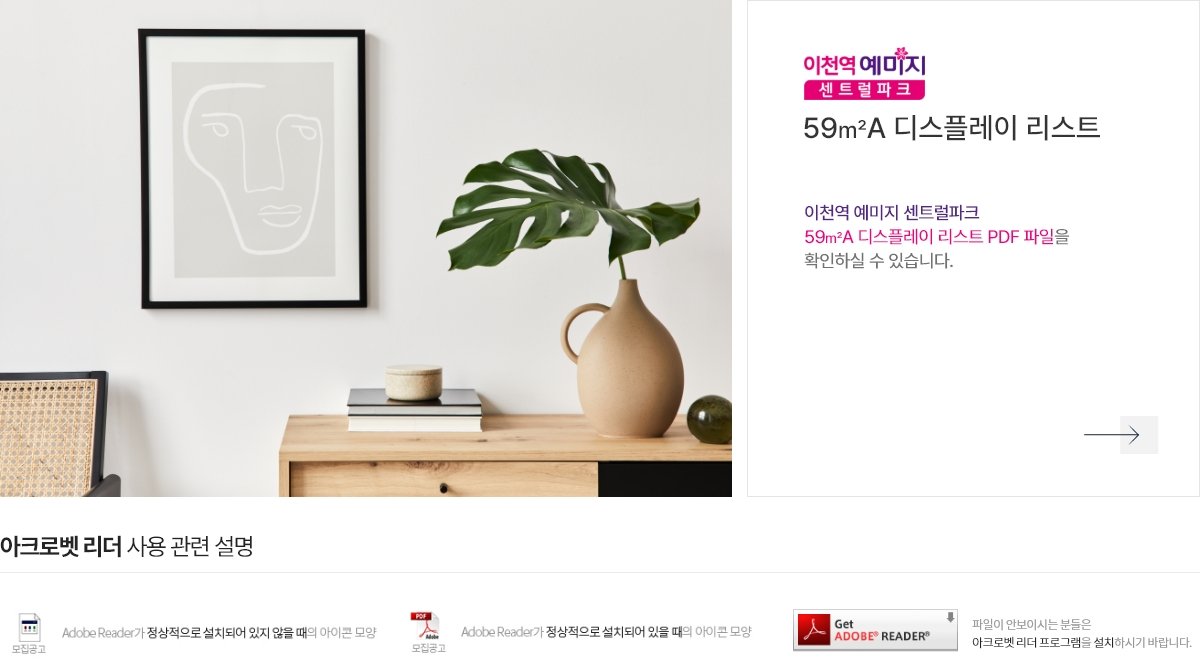 이천역 예미지
센트럴파크
59m²A 디스플레이 리스트
이천역 예미지 센트럴파크
59m²A 디스플레이 리스트 PDF 파일을
확인하실 수 있습니다.
아크로벳 리더 사용 관련 설명
모집공고
Adobe Reader가 정상적으로 설치되어 있지 않을 때의 아이콘 모양
PDF
Adobe
모집공고
Adobe Reader가 정상적으로 설치되어 있을 때의 아이콘 모양
Get
ADOBE® READER®
파일이 안보이시는 분들은
아크로벳 리더 프로그램을 설치하시기 바랍니다.